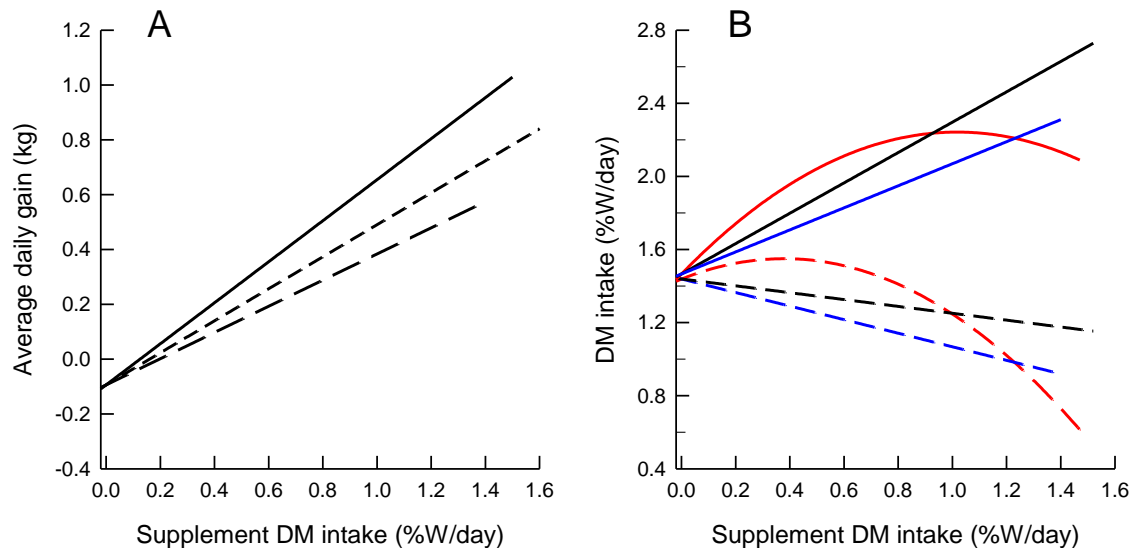 A
Average daily gain (kg)
1.2
1.0
0.8
0.6
0.4
0.2
0.0
-0.2
-0.4
0.0 0.2 0.4 0.6 0.8 1.0 1.2 1.4 1.6
Supplement DM intake (%W/day)
B
DM intake (%W/day)
2.8
2.4
2.0
1.6
1.2
0.8
0.4
0.0 0.2 0.4 0.6 0.8 1.0 1.2 1.4 1.6
Supplement DM intake (%W/day)